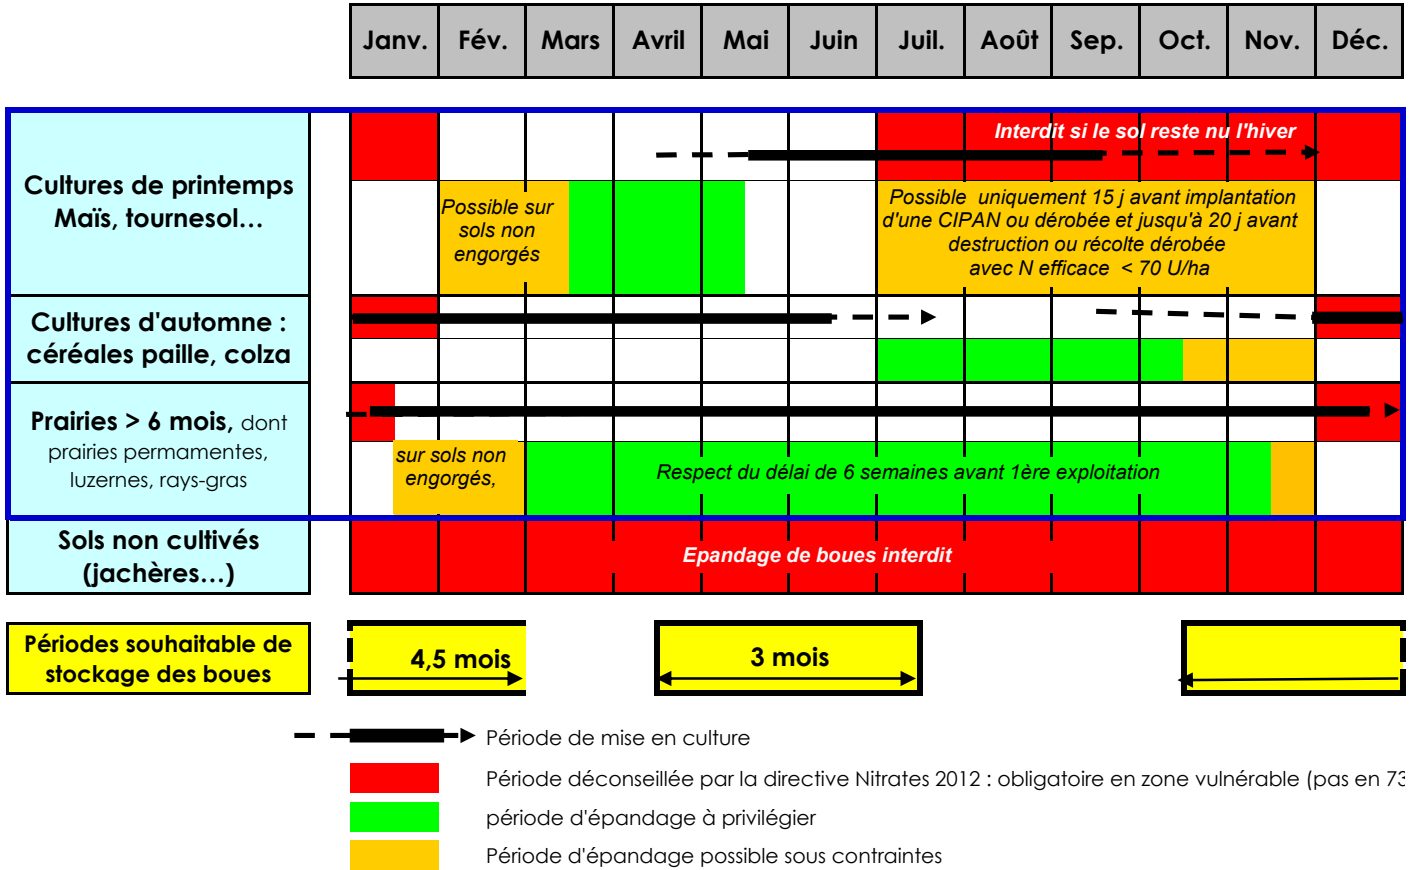 Janv. Fév. Mars Avril Mai Juin Juil. Août Sep. Oct. Nov. Déc.
Cultures de printemps
Maïs, tournesol...
Interdit si le sol reste nu l'hiver
Possible sur
sols non
engorgés
Possible uniquement 15 j avant implantation
d'une CIPAN ou dérobée et jusqu'à 20 j avant
destruction ou récolte dérobée
avec N efficace < 70 U/ha
Cultures d'automne :
céréales paille, colza
Prairies > 6 mois, dont
prairies permamentes,
luzernes, rays-gras
sur sols non
engorgés,
Respect du délai de 6 semaines avant 1ère exploitation
Sols non cultivés
(jachères...)
Epandage de boues interdit
Périodes souhaitable de
stockage des boues
4,5 mois
3 mois
Période de mise en culture
Période déconseillée par la directive Nitrates 2012 : obligatoire en zone vulnérable (pas en 73
période d'épandage à privilégier
Période d'épandage possible sous contraintes